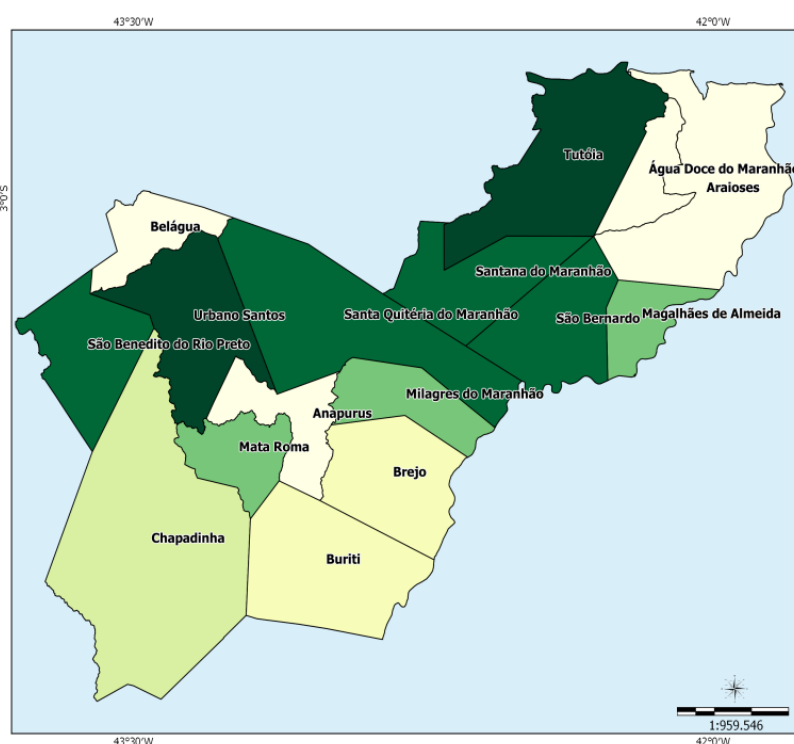 43°30'W
42°0'W
3°0'S
Tutóia
Água Doce do Maranhão
Araioses
Belágua
Santana do Maranhão
Urbano Santos
Santa Quitéria do Maranhão
São Bernardo
Magalhães de Almeida
São Benedito do Rio Preto
Milagres do Maranhão
Anapurus
Mata Roma
Brejo
Chapadinha
Buriti
1:959.546
43°30'W
42°0'W